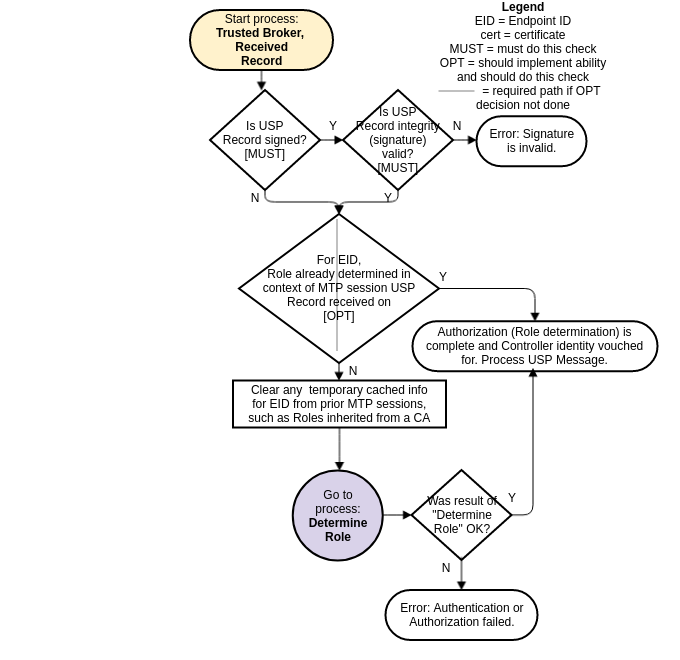 Start process:
Trusted Broker,
Received
Record
Legend
EID = Endpoint ID
cert = certificate
MUST = must do this check
OPT = should implement ability
and should do this check
= required path if OPT
decision not done
Is USP
Record signed?
[MUST]
Y
Is USP
Record integrity
(signature)
valid?
[MUST]
N
Error: Signature
is invalid.
N
Y
For EID,
Role already determined in
context of MTP session USP
Record received on
[OPT]
Y
Authorization (Role determination) is
complete and Controller identity vouched
for. Process USP Message.
N
Clear any  temporary cached info
for EID from prior MTP sessions,
such as Roles inherited from a CA
Go to
process:
Determine
Role
Was result of
"Determine
Role" OK?
Y
N
Error: Authentication or
Authorization failed.